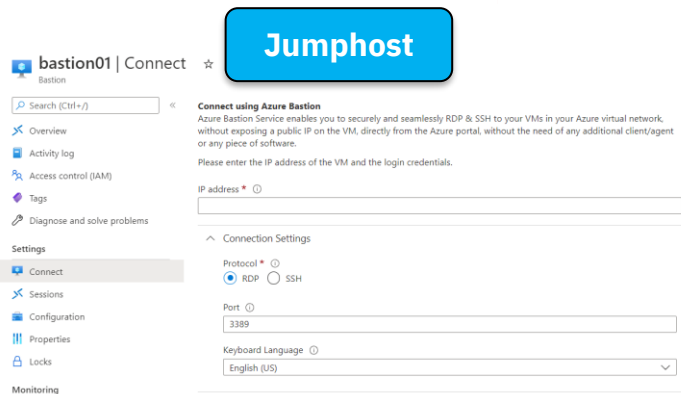 Jumphost
bastion01 | Connect
Bastion
Search (Ctrl+/)
Overview
Activity log
Access control (IAM)
Tags
Diagnose and solve problems
Settings
Connect
Sessions
Configuration
Properties
Locks
Monitoring
Connect using Azure Bastion
Azure Bastion Service enables you to securely and seamlessly RDP & SSH to your VMs in your Azure virtual network,
without exposing a public IP on the VM, directly from the Azure portal, without the need of any additional client/agent
or any piece of software.
Please enter the IP address of the VM and the login credentials.
IP address *
Connection Settings
Protocol *
RDP SSH
Port
3389
Keyboard Language
English (US)